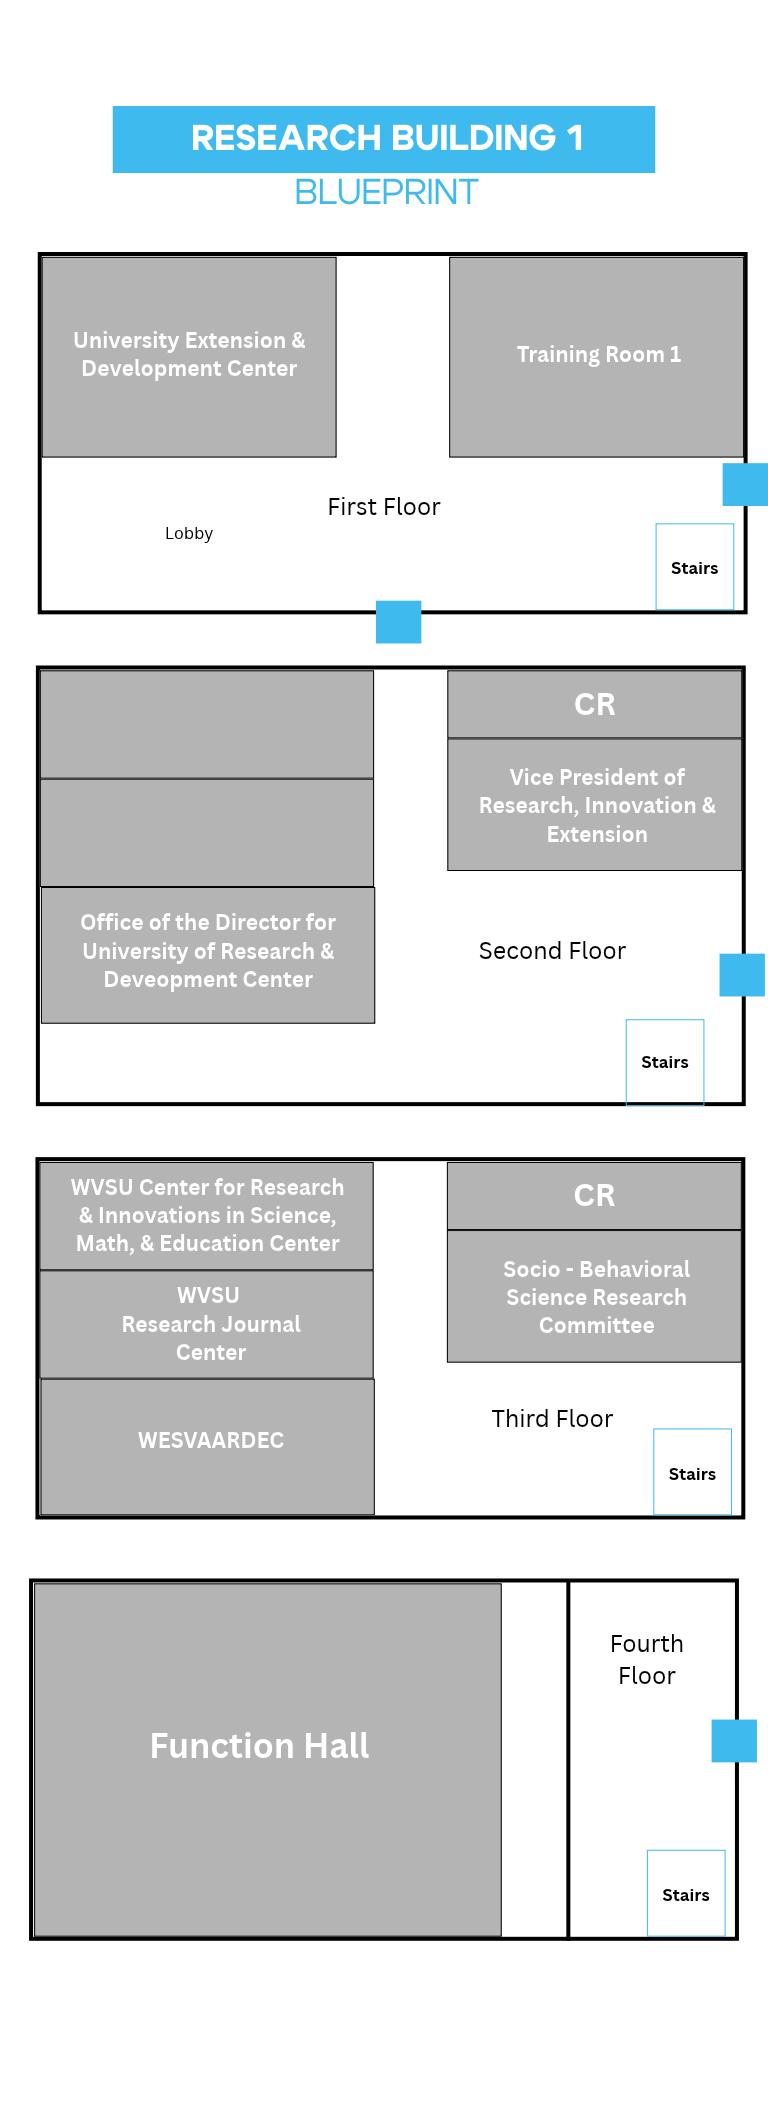 RESEARCH BUILDING 1
BLUEPRINT
University Extension &
Development Center
Training Room 1
First Floor
Lobby
Stairs
CR
Vice President of
Research, Innovation &
Extension
Office of the Director for
University of Research &
Deveopment Center
Second Floor
Stairs
WVSU Center for Research
& Innovations in Science,
Math, & Education Center
CR
WVSU
Research Journal
Center
Socio - Behavioral
Science Research
Committee
WESVAARDEC
Third Floor
Stairs
Function Hall
Fourth
Floor
Stairs